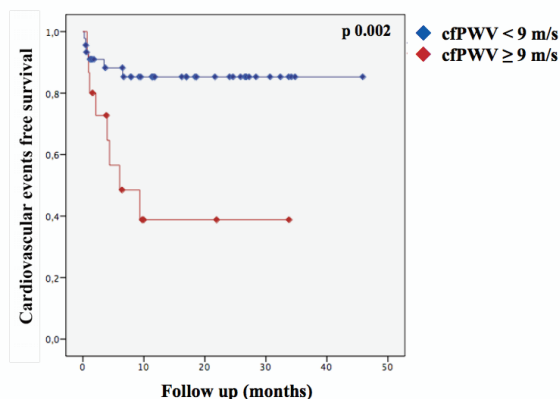 p 0.002
cfPWV < 9 m/s
cfPWV ≥ 9 m/s
Cardiovascular events free survival
1,0
0,8
0,6
0,4
0,2
0,0
0 10 20 30 40 50
Follow up (months)